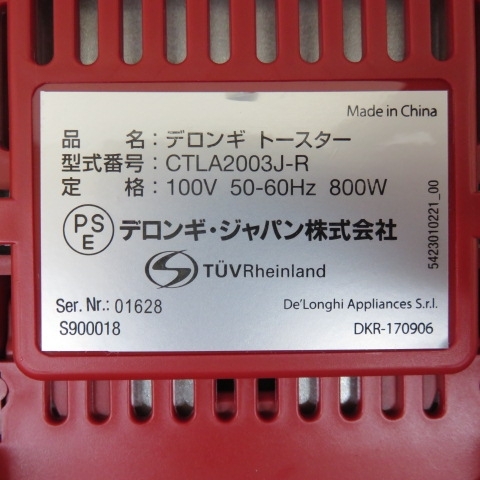 Made in China
品 名：デロンギ トースター
型式番号：CTLA2003J-R
定 格：100V 50-60Hz 800W
PS
E
デロンギ・ジャパン株式会社
TÜVRheinland
5423010221_00
Ser. Nr.: 01628
De'Longhi Appliances S.r.l.
S900018
DKR-170906